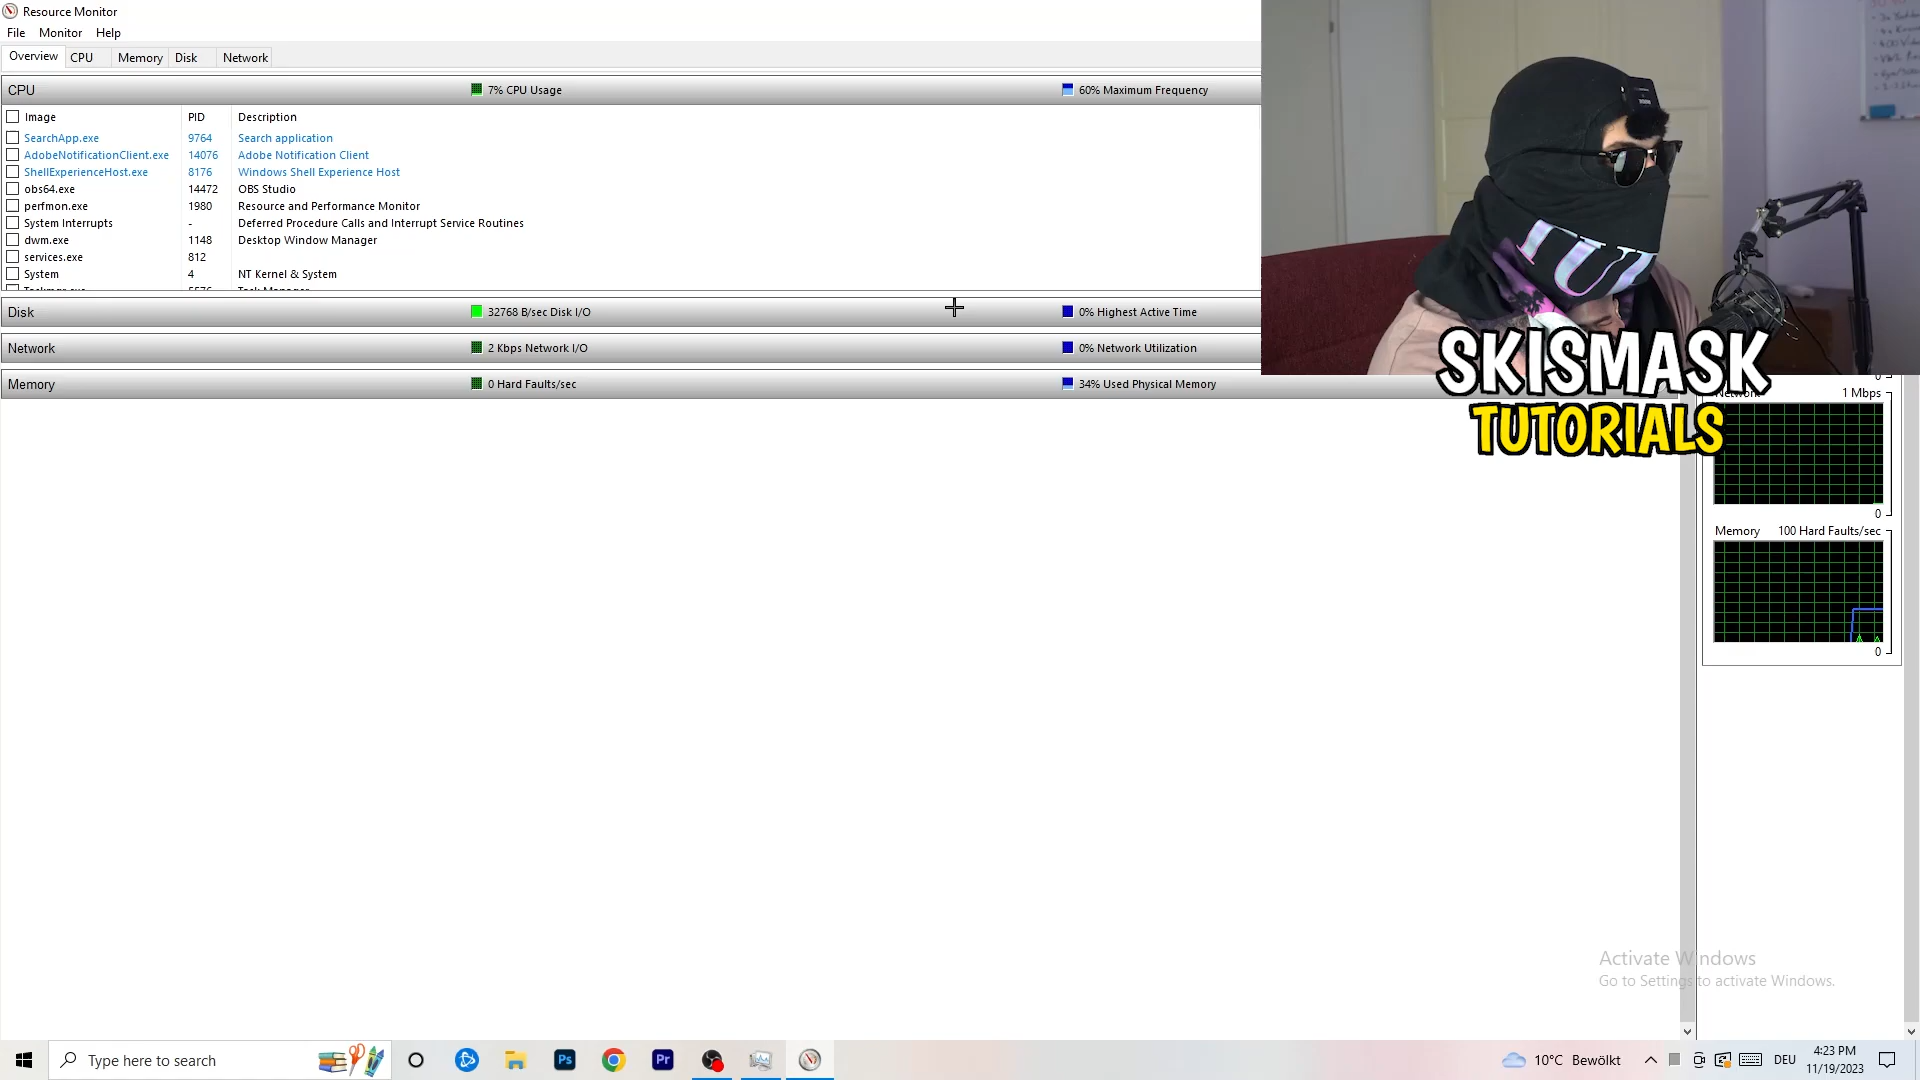 Resource Monitor
File Monitor Help
Overview CPU Memory Disk Network
CPU 7% CPU Usage 60% Maximum Frequency
Image PID Description
SearchApp.exe 9764 Search application
AdobeNotificationClient.exe 14076 Adobe Notification Client
ShellExperienceHost.exe 8176 Windows Shell Experience Host
obs64.exe 14472 OBS Studio
perfmon.exe 1980 Resource and Performance Monitor
System Interrupts - Deferred Procedure Calls and Interrupt Service Routines
dwm.exe 1148 Desktop Window Manager
services.exe 812
System 4 NT Kernel & System
Disk 32768 B/sec Disk I/O 0% Highest Active Time
Network 2 Kbps Network I/O 0% Network Utilization
Memory 0 Hard Faults/sec 34% Used Physical Memory
SKISMASK
TUTORIALS
Network 1 Mbps
0
Memory 100 Hard Faults/sec
0
Activate Windows
Go to Settings to activate Windows.
Type here to search
Ps
Pr
10°C Bewölkt
DEU
4:23 PM
11/19/2023